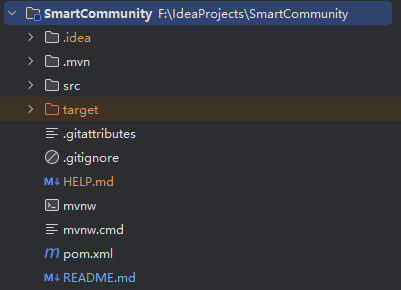 SmartCommunity F:\IdeaProjects\SmartCommunity
.idea
.mvn
src
target
.gitattributes
.gitignore
M↓ HELP.md
mvnw
mvnw.cmd
m pom.xml
M↓ README.md